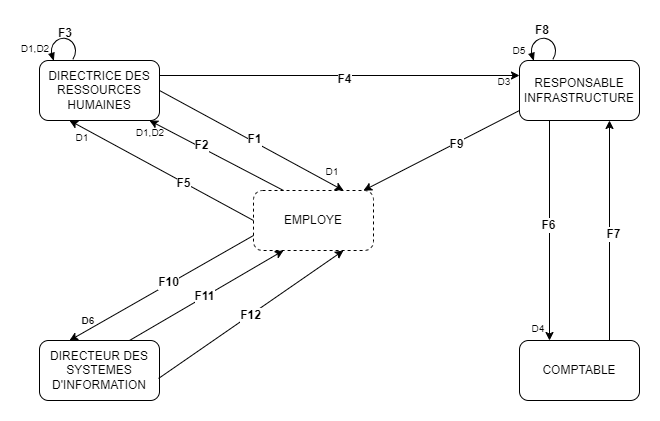 F3
F8
D1,D2
D5
DIRECTRICE DES
RESSOURCES
HUMAINES
F4
D3
RESPONSABLE
INFRASTRUCTURE
D1
D1,D2
F2
F1
F9
F5
D1
EMPLOYE
F6
F7
F10
F11
F12
D6
D4
DIRECTEUR DES
SYSTEMES
D'INFORMATION
COMPTABLE